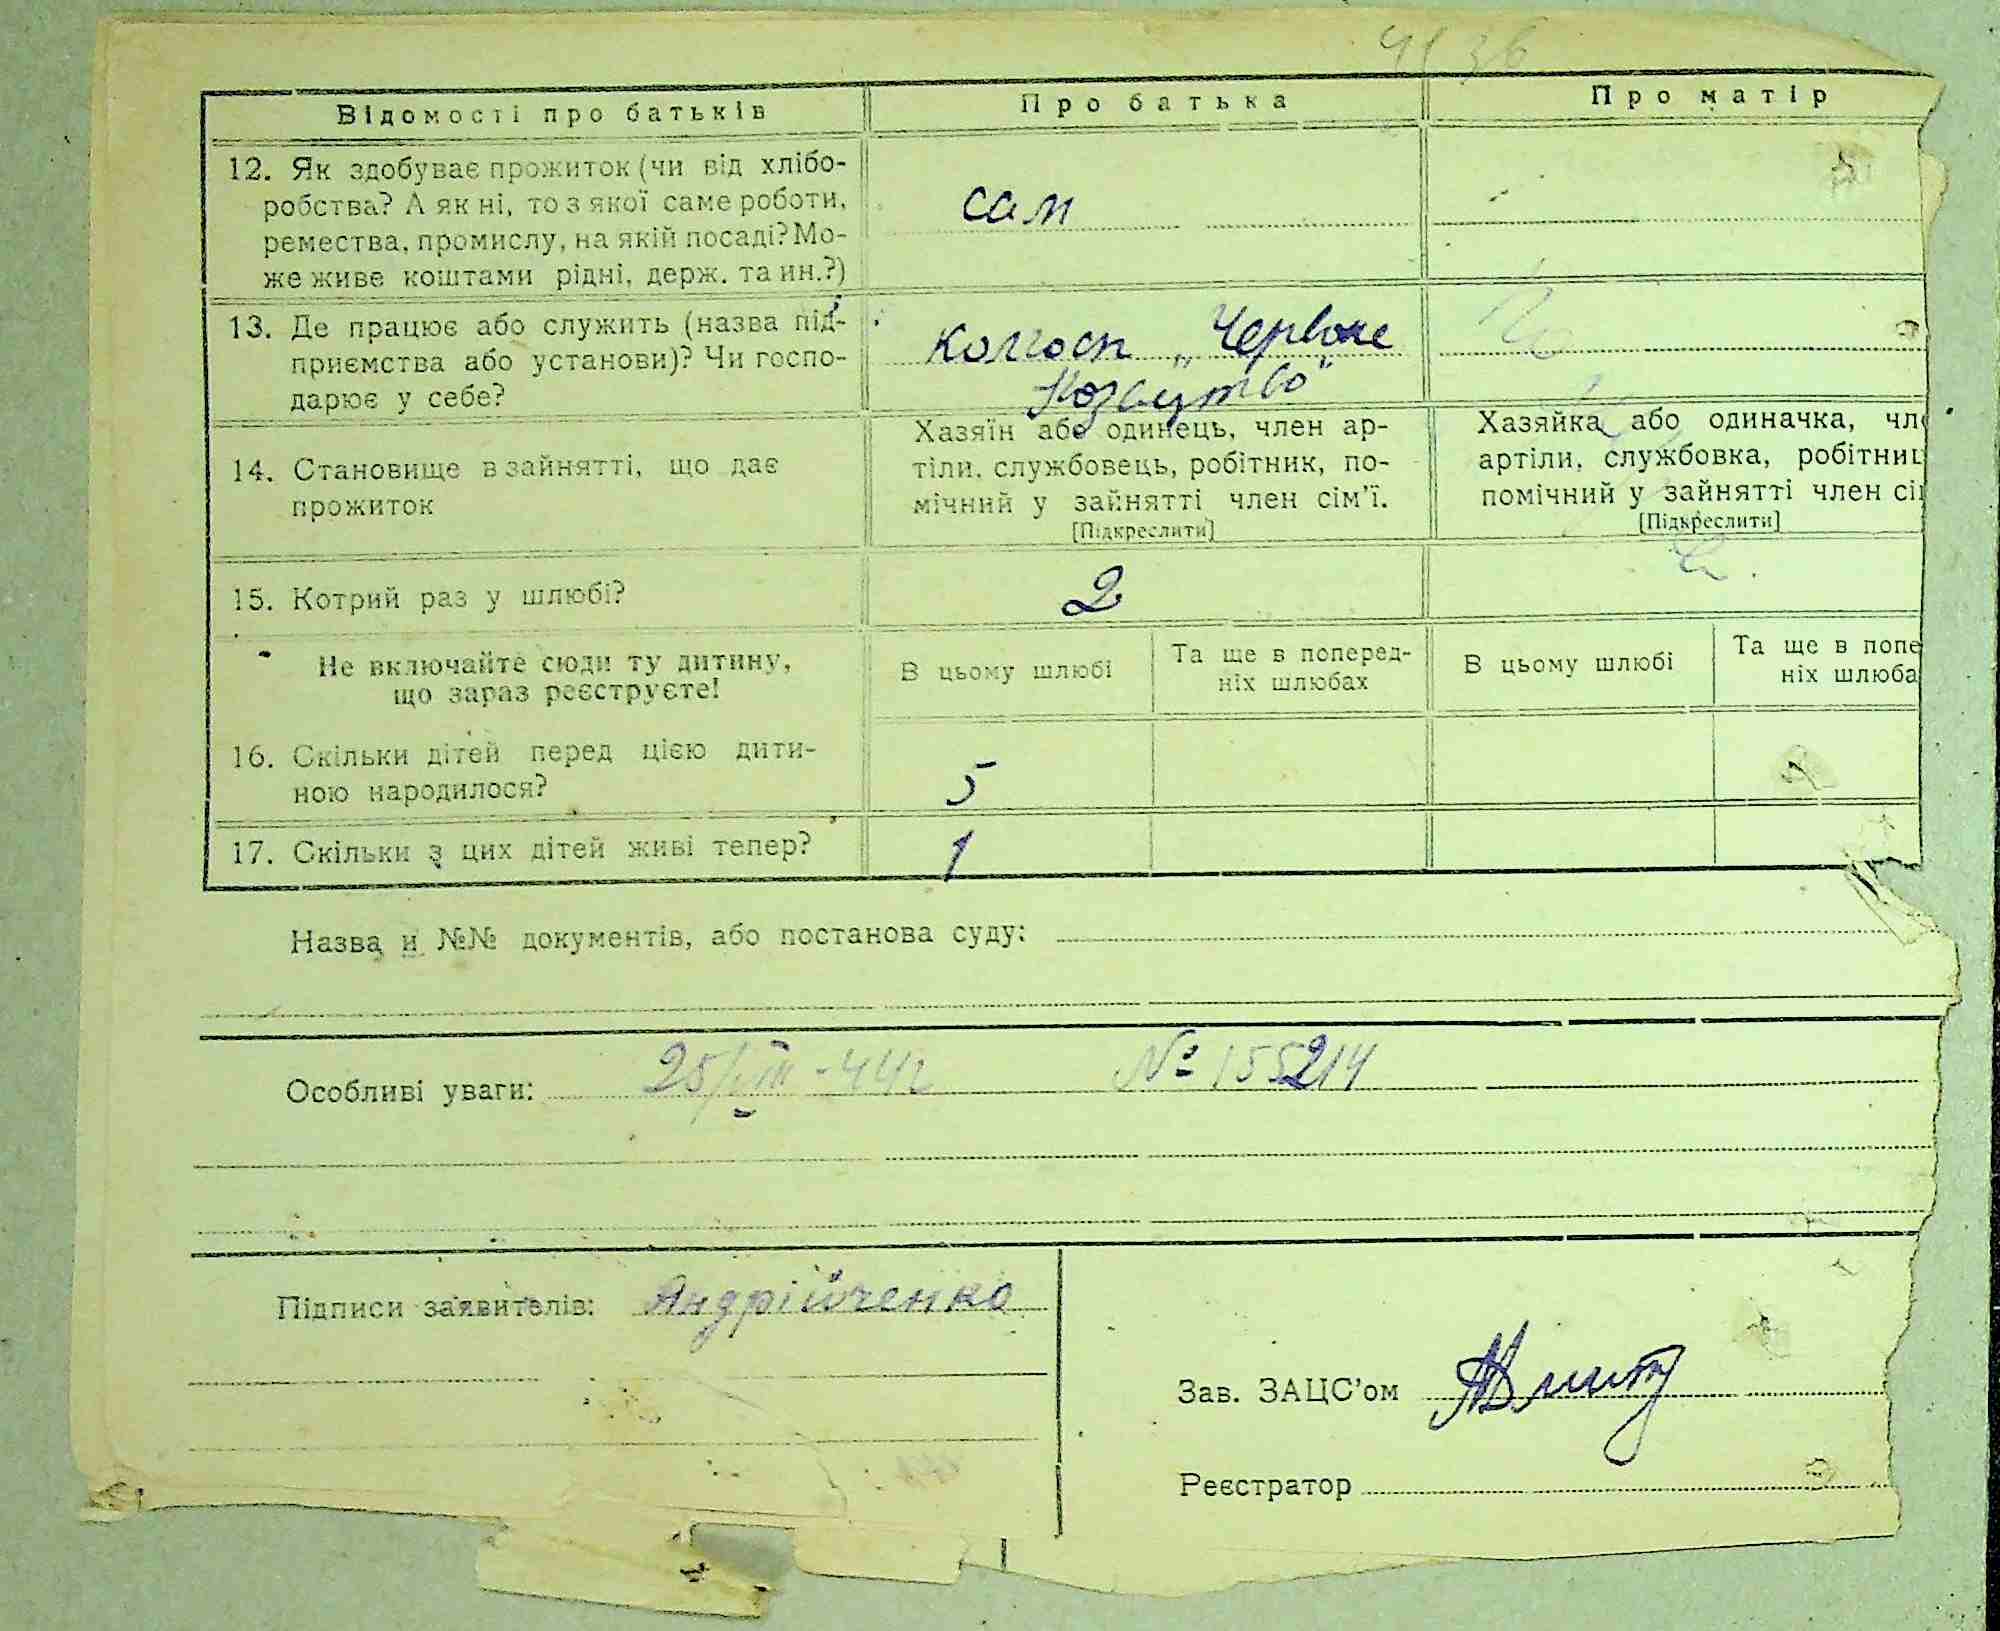 Відомості про батьків
Про батька
Про матір
12. Як здобуває прожиток (чи від хлібо-
робства? А як ні, то з якої саме роботи,
ремества, промислу, на якій посаді? Мо-
же живе коштами рідні, держ. та ин.?)
сам
13. Де працює або служить (назва під-
приємства або установи)? Чи госпо-
дарює у себе?
колгосп „Червоне
Козацтво"
14. Становище в зайнятті, що дає
прожиток
Хазяїн або одинець, член ар-
тіли, службовець, робітник, по-
мічний у зайнятті член сім’ї.
[Підкреслити]
Хазяйка або одиначка, чл
артіли, службовка, робітниц
помічний у зайнятті член сі
[Підкреслити]
15. Котрий раз у шлюбі?
2
Не включайте сюди ту дитину,
що зараз реєструєте!
В цьому шлюбі
Та ще в поперед-
ніх шлюбах
В цьому шлюбі
Та ще в попе
ніх шлюба
16. Скільки дітей перед цією дити-
ною народилося?
5
17. Скільки з цих дітей живі тепер?
1
Назва и №№ документів, або постанова суду:
Особливі уваги: 25/VIII-44г № 155214
Підписи заявителів: Андрійченко
Зав. ЗАЦС’ом
Реєстратор